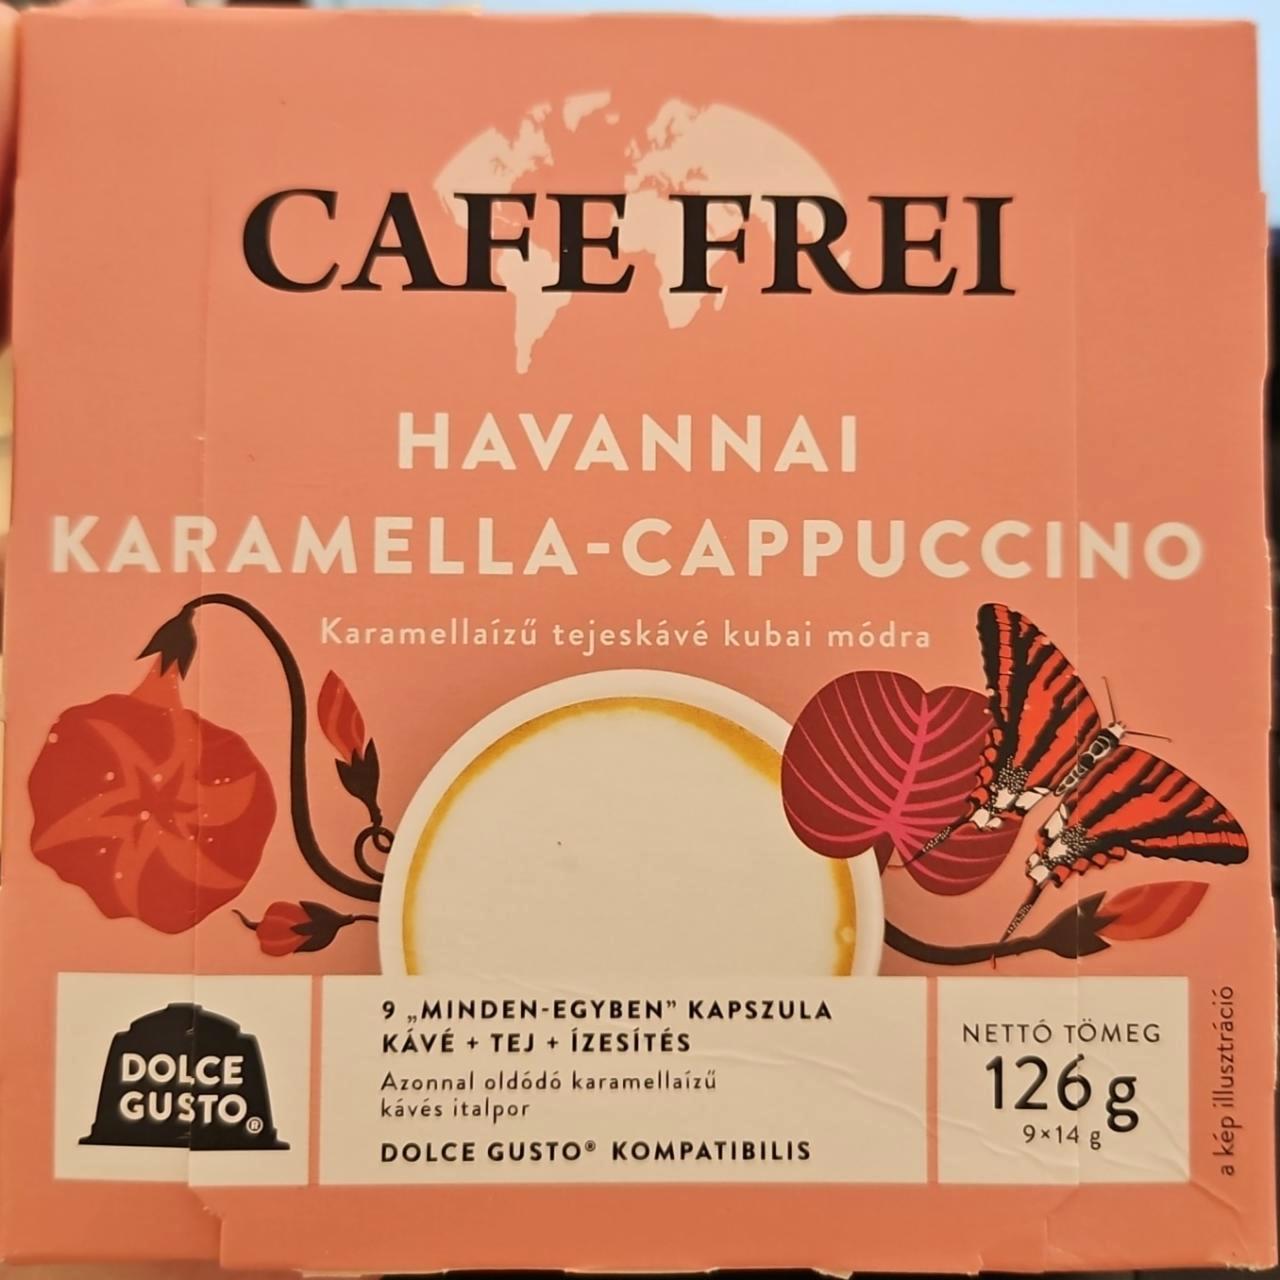 CAFE FREI
HAVANNAI
KARAMELLA-CAPPUCCINO
Karamellaízű tejeskávé kubai módra
DOLCE
GUSTO®
9 „MINDEN-EGYBEN” KAPSZULA
KÁVÉ + TEJ + ÍZESÍTÉS
Azonnal oldódó karamellaízű
kávés italpor
DOLCE GUSTO® KOMPATIBILIS
NETTÓ TÖMEG
126 g
9×14 g
a kép illusztráció